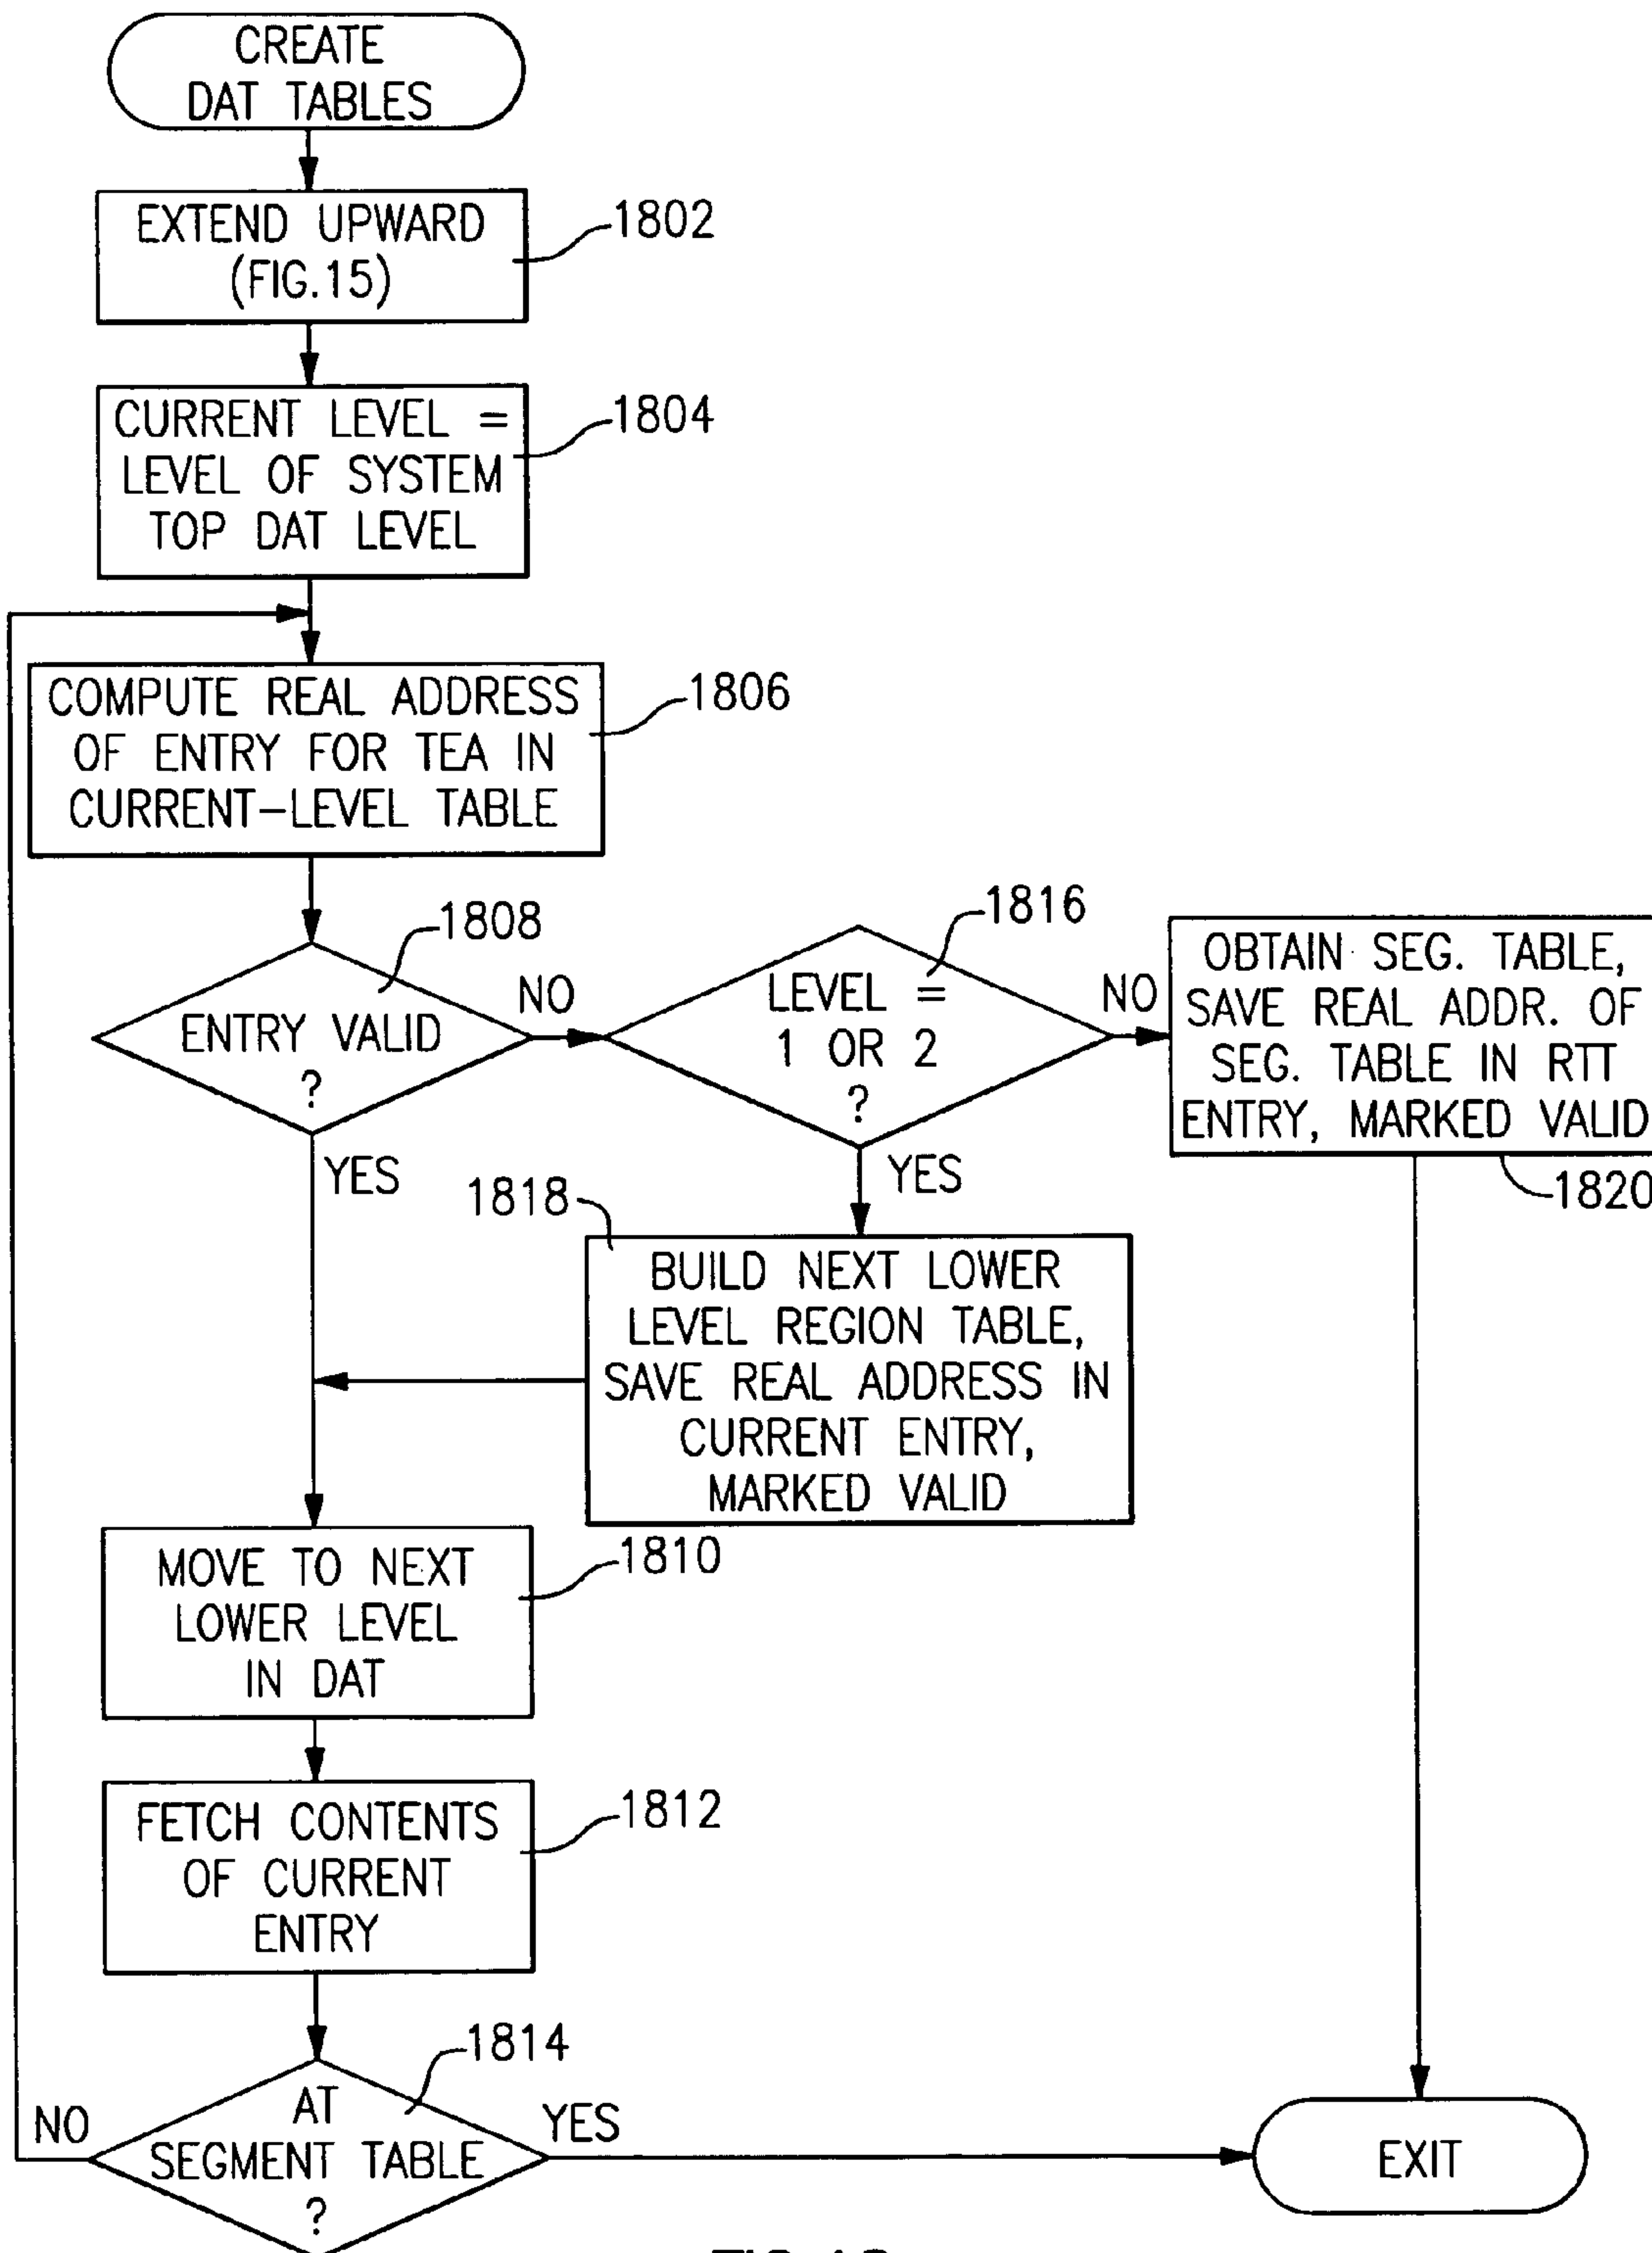 CREATE
DAT TABLES
EXTEND UPWARD
(FIG.15)
1802
CURRENT LEVEL =
LEVEL OF SYSTEM
TOP DAT LEVEL
1804
COMPUTE REAL ADDRESS
OF ENTRY FOR TEA IN
CURRENT-LEVEL TABLE
1806
1808
ENTRY VALID
?
NO
YES
1816
LEVEL =
1 OR 2
?
NO
YES
OBTAIN SEG. TABLE,
SAVE REAL ADDR. OF
SEG. TABLE IN RTT
ENTRY, MARKED VALID
1820
1818
BUILD NEXT LOWER
LEVEL REGION TABLE,
SAVE REAL ADDRESS IN
CURRENT ENTRY,
MARKED VALID
MOVE TO NEXT
LOWER LEVEL
IN DAT
1810
FETCH CONTENTS
OF CURRENT
ENTRY
1812
1814
AT
SEGMENT TABLE
?
NO
YES
EXIT